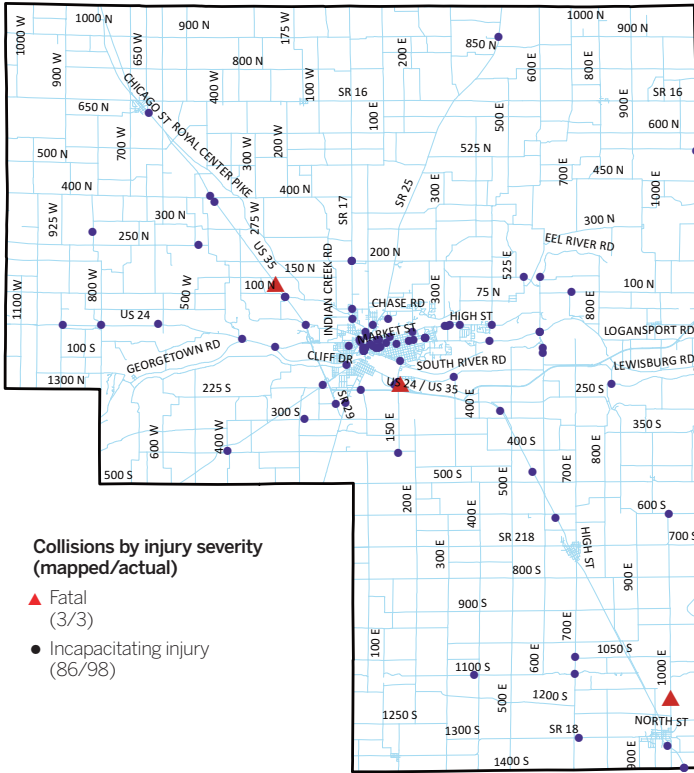 1000 N
900 N
175 W
1000 N
900 N
1000 W
650 W
850 N
200 E
900 W
800 N
600 E
800 E
400 W
100 W
SR 16
SR 16
CHICAGO ST
ROYAL CENTER PIKE
650 N
100 E
500 E
900 E
600 N
700 W
300 W
200 W
525 N
500 N
450 N
400 N
400 N
SR 25
300 E
700 E
1000 E
925 W
300 N
275 W
SR 17
300 N
250 N
EEL RIVER RD
US 35
INDIAN CREEK RD
200 N
525 E
150 N
100 N
100 N
1100 W
800 W
500 W
CHASE RD
300 E
75 N
800 E
US 24
HIGH ST
LOGANSPORT RD
MARKET ST
100 S
GEORGETOWN RD
CLIFF DR
SOUTH RIVER RD
LEWISBURG RD
1300 N
225 S
US 24 / US 35
250 S
SR 29
400 E
300 S
150 E
350 S
600 W
400 W
400 S
800 E
500 S
500 S
500 E
700 E
200 E
400 E
600 S
SR 218
700 S
HIGH ST
300 E
800 S
900 E
900 S
700 E
100 E
600 E
1050 S
1100 S
1000 E
500 E
1200 S
1250 S
NORTH ST
1300 S
SR 18
900 E
1400 S
Collisions by injury severity
(mapped/actual)
Fatal
(3/3)
Incapacitating injury
(86/98)